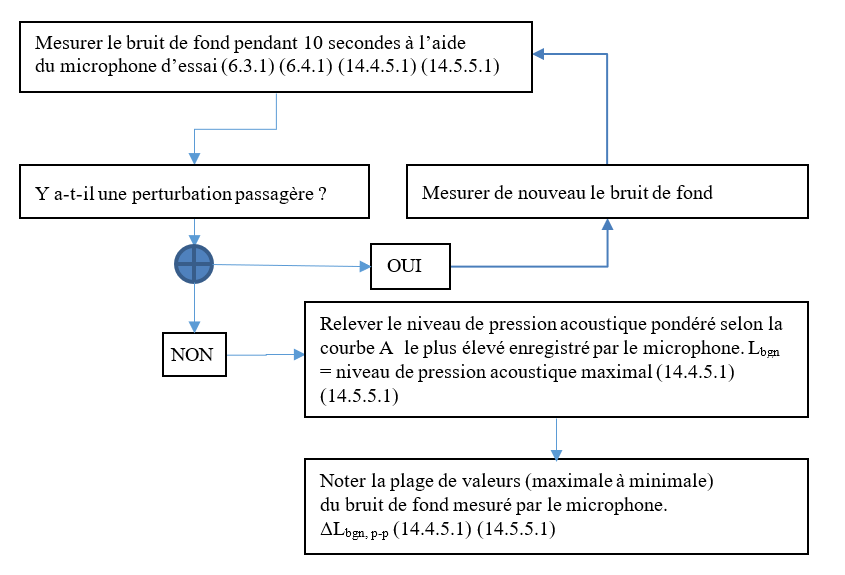 Mesurer le bruit de fond pendant 10 secondes à l’aide
du microphone d’essai (6.3.1) (6.4.1) (14.4.5.1) (14.5.5.1)
Y a-t-il une perturbation passagère ?
Mesurer de nouveau le bruit de fond
OUI
NON
Relever le niveau de pression acoustique pondéré selon la
courbe A le plus élevé enregistré par le microphone. Lbgn
= niveau de pression acoustique maximal (14.4.5.1)
(14.5.5.1)
Noter la plage de valeurs (maximale à minimale)
du bruit de fond mesuré par le microphone.
ΔLbgn, p-p (14.4.5.1) (14.5.5.1)